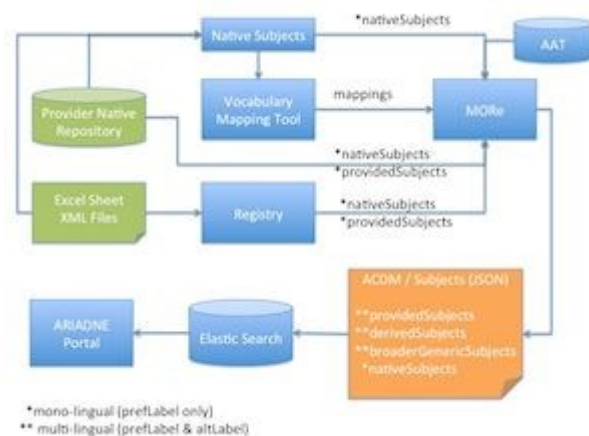 Native Subjects
*nativeSubjects
AAT
Provider Native
Repository
Vocabulary
Mapping Tool
mappings
MORe
*nativeSubjects
*providedSubjects
Excel Sheet
XML Files
Registry
*nativeSubjects
*providedSubjects
ACDM / Subjects (JSON)
**providedSubjects
**derivedSubjects
**broaderGenericSubjects
*nativeSubjects
ARIADNE
Portal
Elastic Search
*mono-lingual (prefLabel only)
** multi-lingual (prefLabel & altLabel)